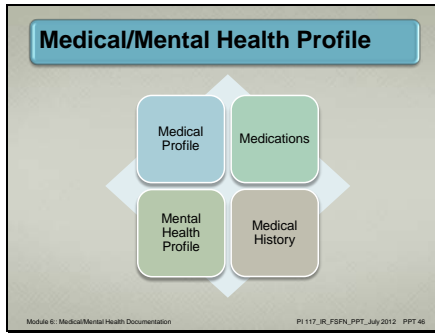 Medical/Mental Health Profile
Medical
Profile
Medications
Mental
Health
Profile
Medical
History
Module 6:: Medical/Mental Health Documentation
PI 117_IR_FSFN_PPT_July 2012 PPT 46